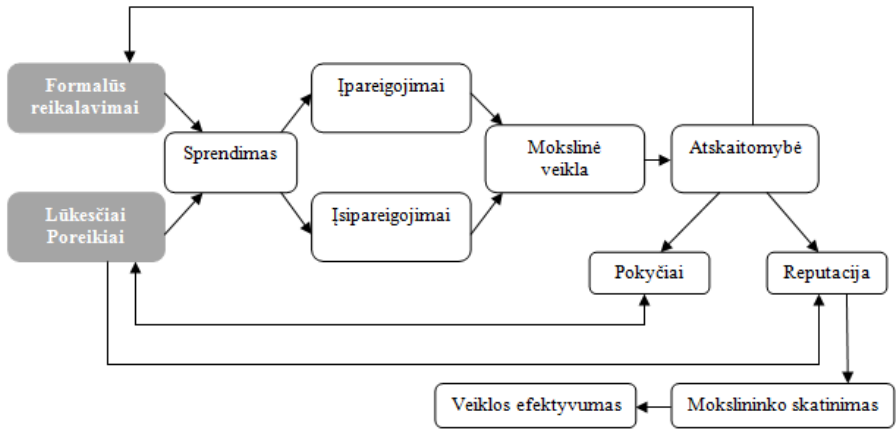 Formalūs
reikalavimai
Lūkesčiai
Poreikiai
Sprendimas
Įpareigojimai
Įsipareigojimai
Mokslinė
veikla
Atskaitomybė
Pokyčiai
Reputacija
Veiklos efektyvumas
Mokslininko skatinimas